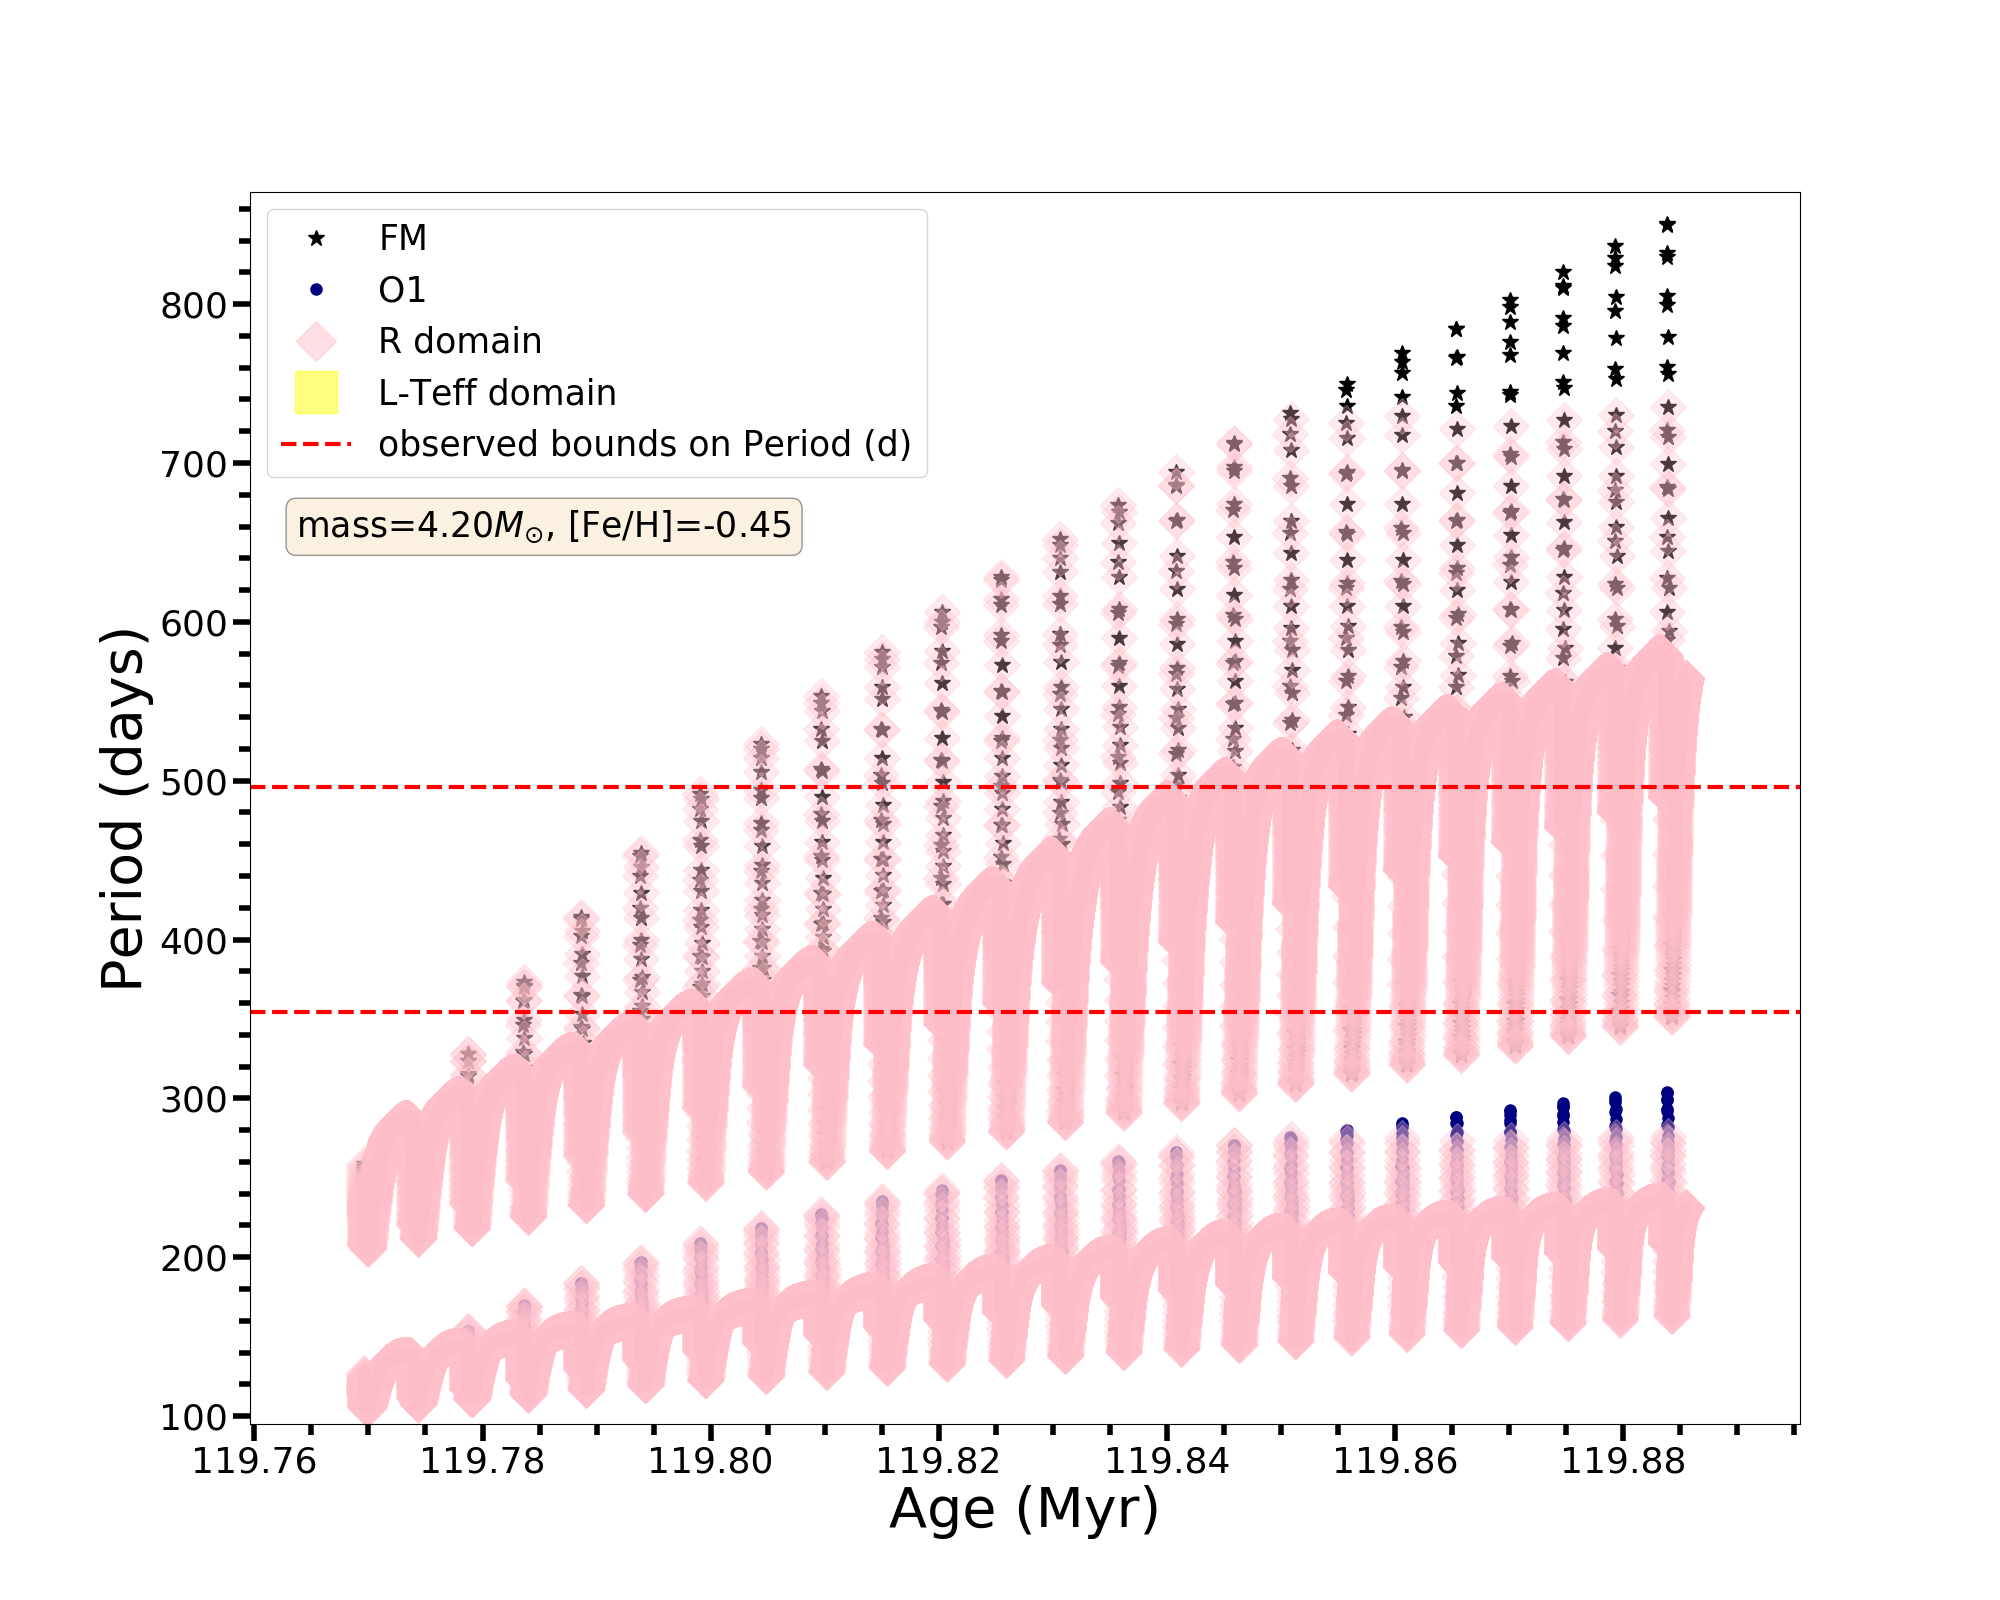 FM
O1
R domain
L-Teff domain
observed bounds on Period (d)
mass=4.20M⊙, [Fe/H]=-0.45
800
700
600
500
400
300
200
100
Period (days)
119.76 119.78 119.80 119.82 119.84 119.86 119.88
Age (Myr)